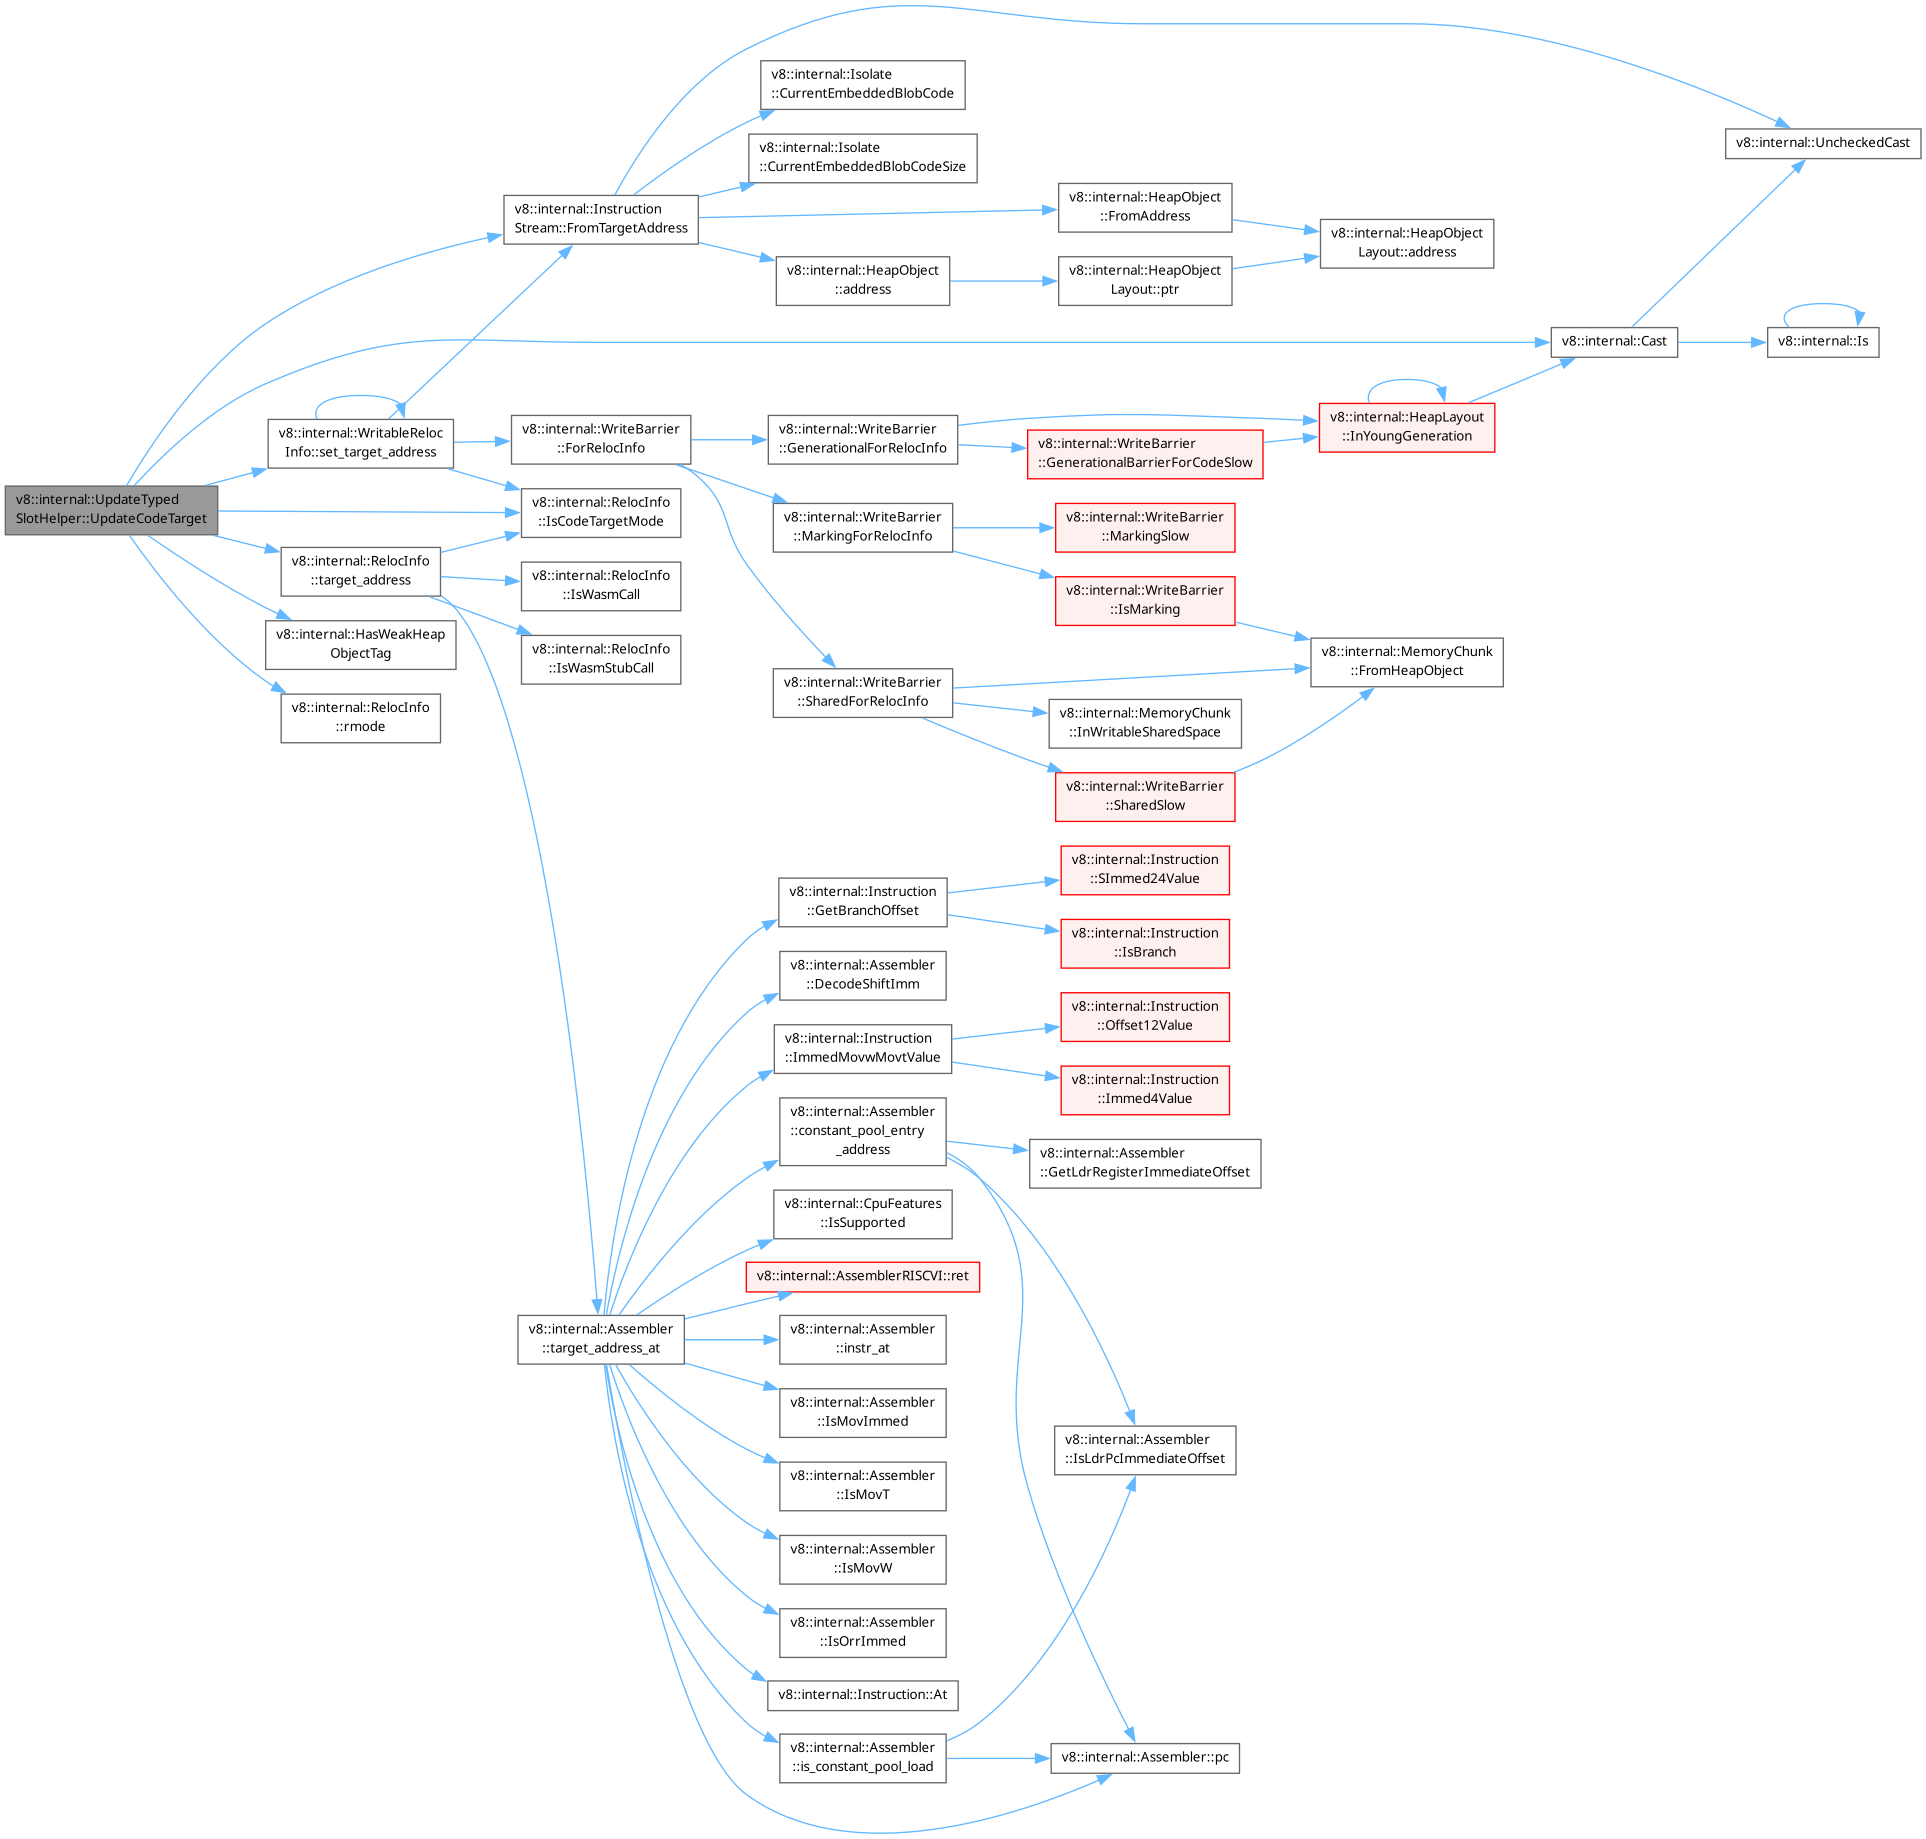 v8::internal::UpdateTyped
SlotHelper::UpdateCodeTarget
v8::internal::WritableReloc
Info::set_target_address
v8::internal::RelocInfo
::target_address
v8::internal::HasWeakHeap
ObjectTag
v8::internal::RelocInfo
::rmode
v8::internal::Instruction
Stream::FromTargetAddress
v8::internal::WriteBarrier
::ForRelocInfo
v8::internal::RelocInfo
::IsCodeTargetMode
v8::internal::RelocInfo
::IsWasmCall
v8::internal::RelocInfo
::IsWasmStubCall
v8::internal::Assembler
::target_address_at
v8::internal::Isolate
::CurrentEmbeddedBlobCode
v8::internal::Isolate
::CurrentEmbeddedBlobCodeSize
v8::internal::HeapObject
::address
v8::internal::WriteBarrier
::GenerationalForRelocInfo
v8::internal::WriteBarrier
::MarkingForRelocInfo
v8::internal::WriteBarrier
::SharedForRelocInfo
v8::internal::Instruction
::GetBranchOffset
v8::internal::Assembler
::DecodeShiftImm
v8::internal::Instruction
::ImmedMovwMovtValue
v8::internal::Assembler
::constant_pool_entry
_address
v8::internal::CpuFeatures
::IsSupported
v8::internal::AssemblerRISCVI::ret
v8::internal::Assembler
::instr_at
v8::internal::Assembler
::IsMovImmed
v8::internal::Assembler
::IsMovT
v8::internal::Assembler
::IsMovW
v8::internal::Assembler
::IsOrrImmed
v8::internal::Instruction::At
v8::internal::Assembler
::is_constant_pool_load
v8::internal::HeapObject
::FromAddress
v8::internal::HeapObject
Layout::ptr
v8::internal::WriteBarrier
::GenerationalBarrierForCodeSlow
v8::internal::WriteBarrier
::MarkingSlow
v8::internal::WriteBarrier
::IsMarking
v8::internal::MemoryChunk
::InWritableSharedSpace
v8::internal::WriteBarrier
::SharedSlow
v8::internal::Instruction
::SImmed24Value
v8::internal::Instruction
::IsBranch
v8::internal::Instruction
::Offset12Value
v8::internal::Instruction
::Immed4Value
v8::internal::Assembler
::GetLdrRegisterImmediateOffset
v8::internal::Assembler
::IsLdrPcImmediateOffset
v8::internal::Assembler::pc
v8::internal::HeapObject
Layout::address
v8::internal::HeapLayout
::InYoungGeneration
v8::internal::MemoryChunk
::FromHeapObject
v8::internal::Cast
v8::internal::UncheckedCast
v8::internal::Is